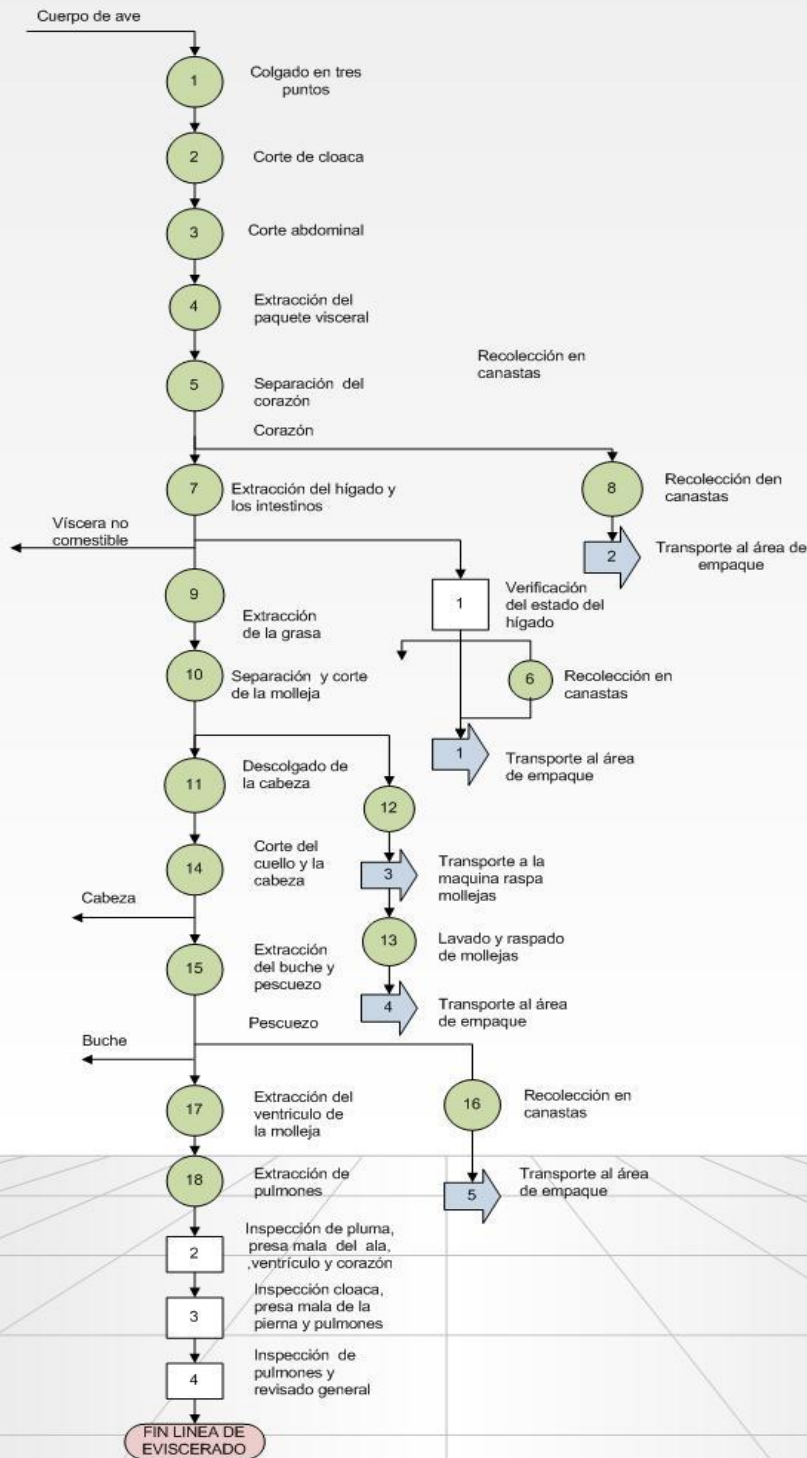 Cuerpo de ave
1
Colgado en tres
puntos
2
Corte de cloaca
3
Corte abdominal
4
Extracción del
paquete visceral
Recolección en
canastas
5
Separación del
corazón
Corazón
7
Extracción del hígado y
los intestinos
8
Recolección den
canastas
Víscera no
comestible
2
Transporte al área de
empaque
9
Extracción
de la grasa
1
Verificación
del estado del
hígado
10
Separación y corte
de la molleja
6
Recolección en
canastas
1
Transporte al área
de empaque
11
Descolgado de
la cabeza
12
14
Corte del
cuello y la
cabeza
3
Transporte a la
maquina raspa
mollejas
Cabeza
13
Lavado y raspado
de mollejas
15
Extracción
del buche y
pescuezo
4
Transporte al área
de empaque
Pescuezo
Buche
17
Extracción del
ventriculo de
la molleja
16
Recolección en
canastas
18
Extracción de
pulmones
5
Transporte al área
de empaque
2
Inspección de pluma,
presa mala del ala,
,ventrículo y corazón
3
Inspección cloaca,
presa mala de la
pierna y pulmones
4
Inspección de
pulmones y
revisado general
FIN LINEA DE
EVISCERADO